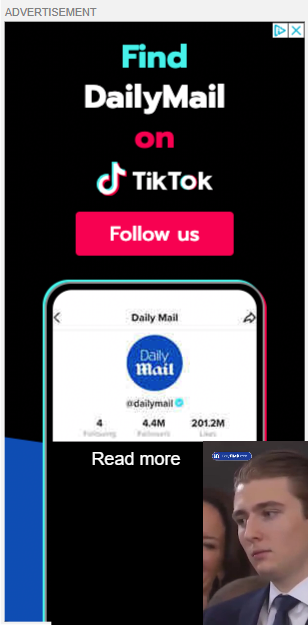 ADVERTISEMENT
Find
DailyMail
on
TikTok
Follow us
Daily Mail
Daily
Mail
@dailymail
4 4.4M 201.2M
Following Followers Likes
Read more